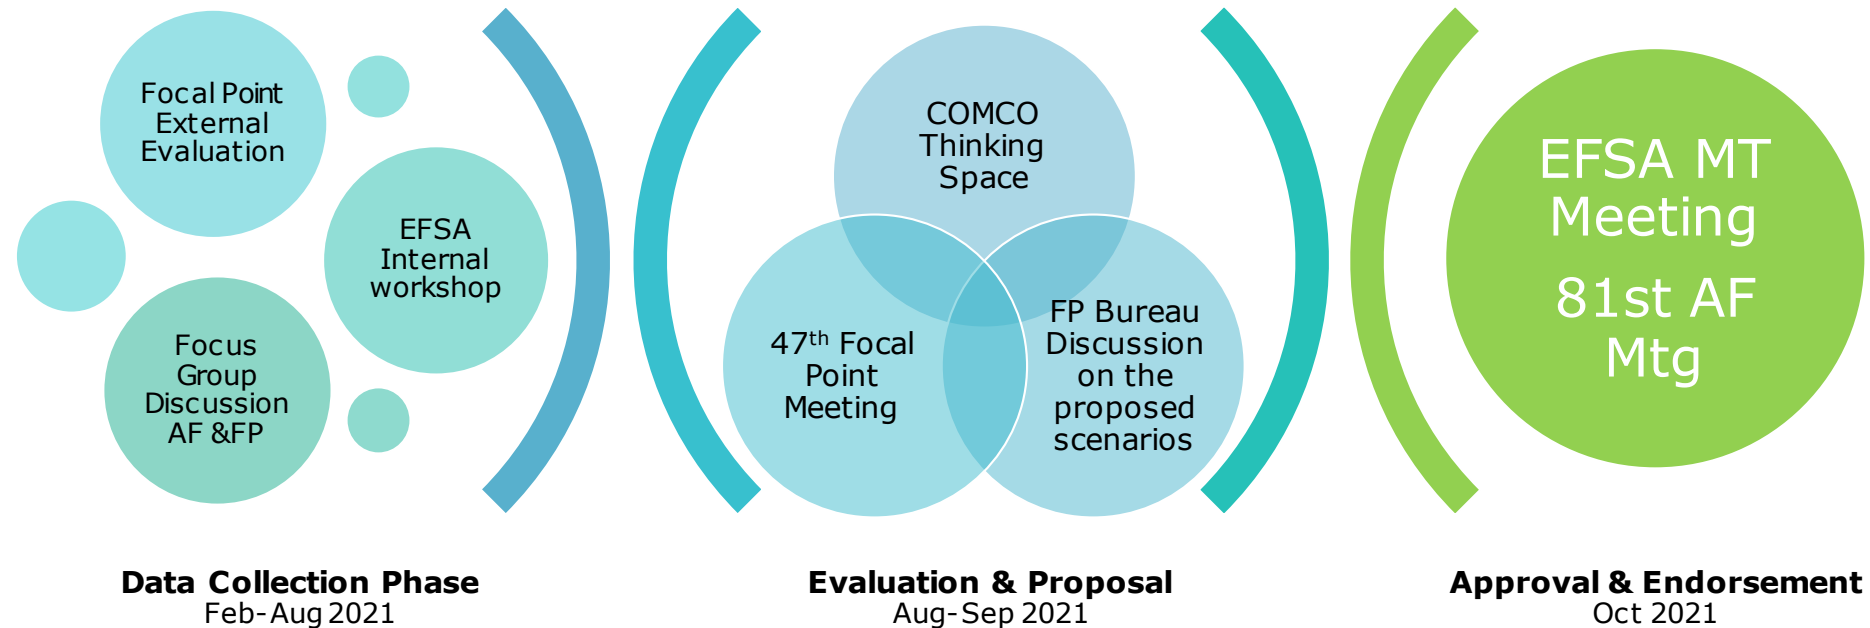 Focal Point
External
Evaluation
EFSA
Internal
workshop
Focus
Group
Discussion
AF &FP
Data Collection Phase
Feb-Aug 2021
COMCO
Thinking
Space
47th Focal
Point
Meeting
FP Bureau
Discussion
on the
proposed
scenarios
Evaluation & Proposal
Aug-Sep 2021
EFSA MT
Meeting
81st AF
Mtg
Approval & Endorsement
Oct 2021